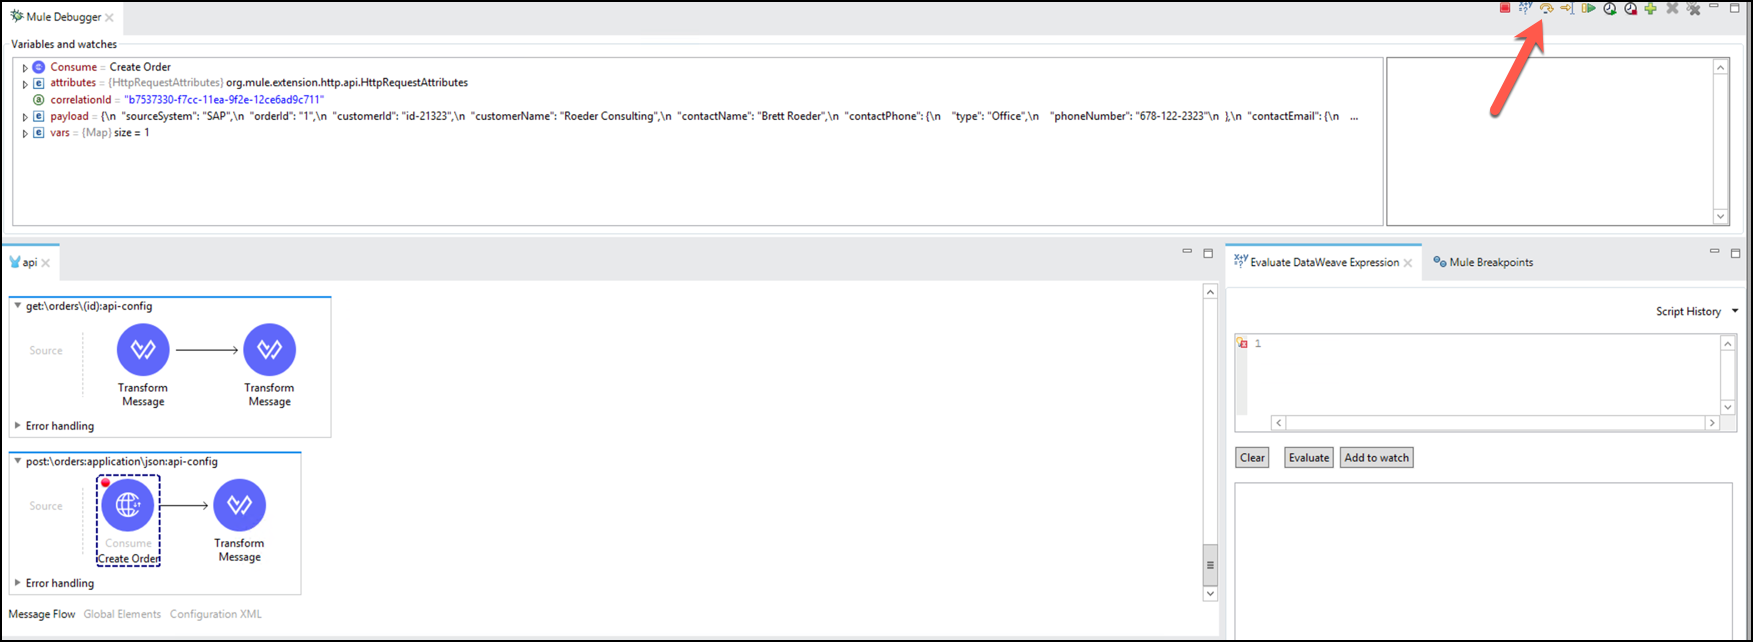 Mule Debugger
Variables and watches
Consume = Create Order
attributes = {HttpRequestAttributes} org.mule.extension.http.api.HttpRequestAttributes
correlationId = "b7537330-f7cc-11ea-9f2e-12ce6ad9c711"
payload = {\n "sourceSystem": "SAP",\n "orderId": "1",\n "customerId": "id-21323",\n "customerName": "Roeder Consulting",\n "contactName": "Brett Roeder",\n "contactPhone": {\n "type": "Office",\n "phoneNumber": "678-122-2323"\n },\n "contactEmail": {\n ...
vars = {Map} size = 1
api
Evaluate DataWeave Expression
Mule Breakpoints
Script History
1
Clear
Evaluate
Add to watch
get:\orders\(id):api-config
Source
Transform Message
Transform Message
Error handling
post:\orders:application\json:api-config
Source
Consume
Create Order
Transform Message
Error handling
Message Flow
Global Elements
Configuration XML